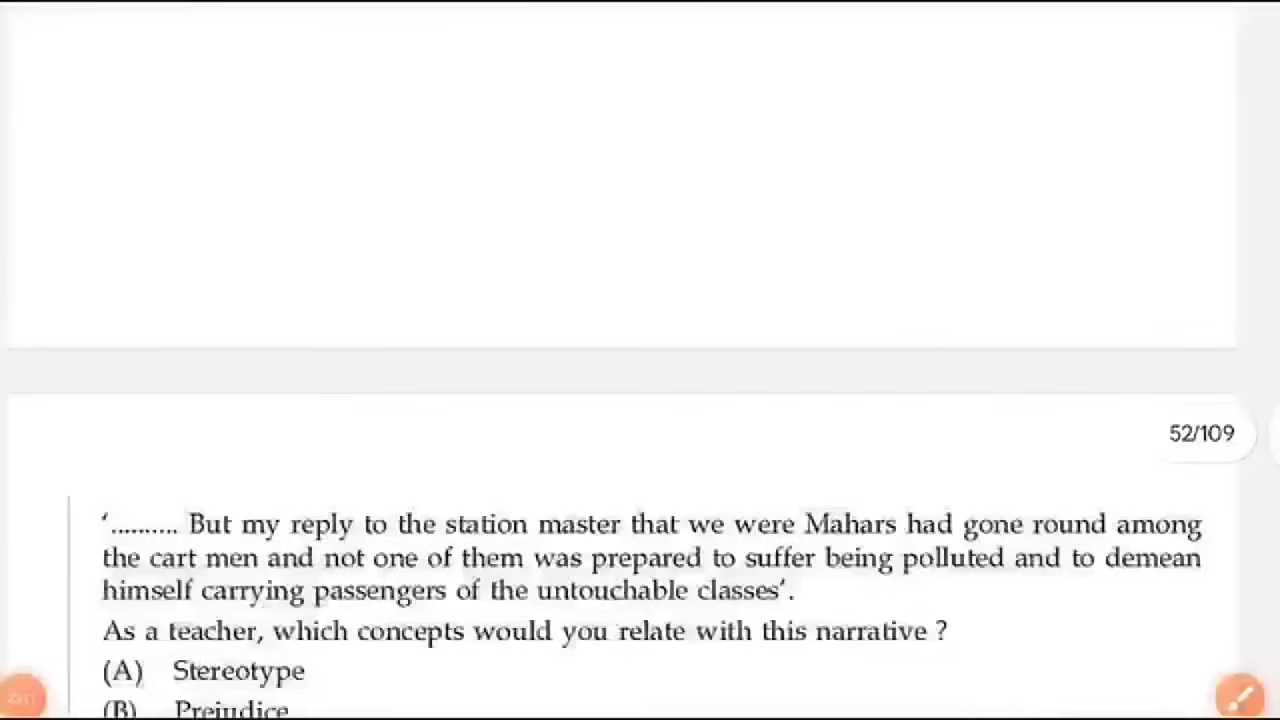 52/109
‘.......... But my reply to the station master that we were Mahars had gone round among
the cart men and not one of them was prepared to suffer being polluted and to demean
himself carrying passengers of the untouchable classes’.
As a teacher, which concepts would you relate with this narrative ?
(A) Stereotype
(B) Prejudice